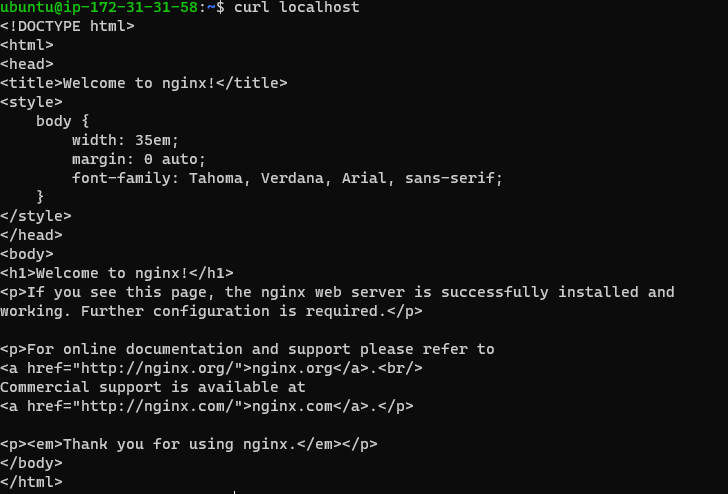 ubuntu@ip-172-31-31-58:~$ curl localhost
<!DOCTYPE html>
<html>
<head>
<title>Welcome to nginx!</title>
<style>
    body {
        width: 35em;
        margin: 0 auto;
        font-family: Tahoma, Verdana, Arial, sans-serif;
    }
</style>
</head>
<body>
<h1>Welcome to nginx!</h1>
<p>If you see this page, the nginx web server is successfully installed and
working. Further configuration is required.</p>

<p>For online documentation and support please refer to
<a href="http://nginx.org/">nginx.org</a>.<br/>
Commercial support is available at
<a href="http://nginx.com/">nginx.com</a>.</p>

<p><em>Thank you for using nginx.</em></p>
</body>
</html>